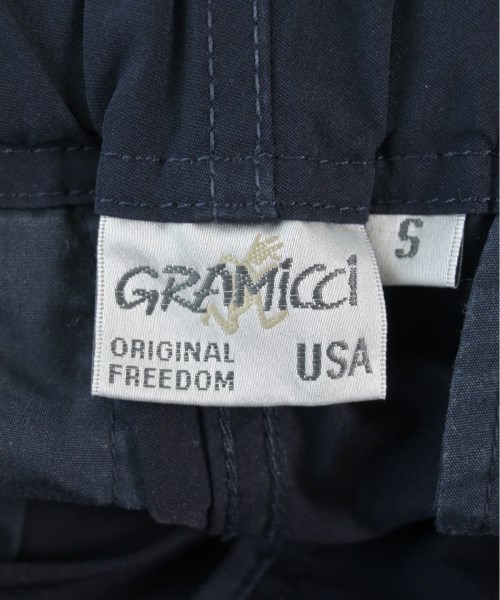 GRAMicci
ORIGINAL
FREEDOM
USA
S